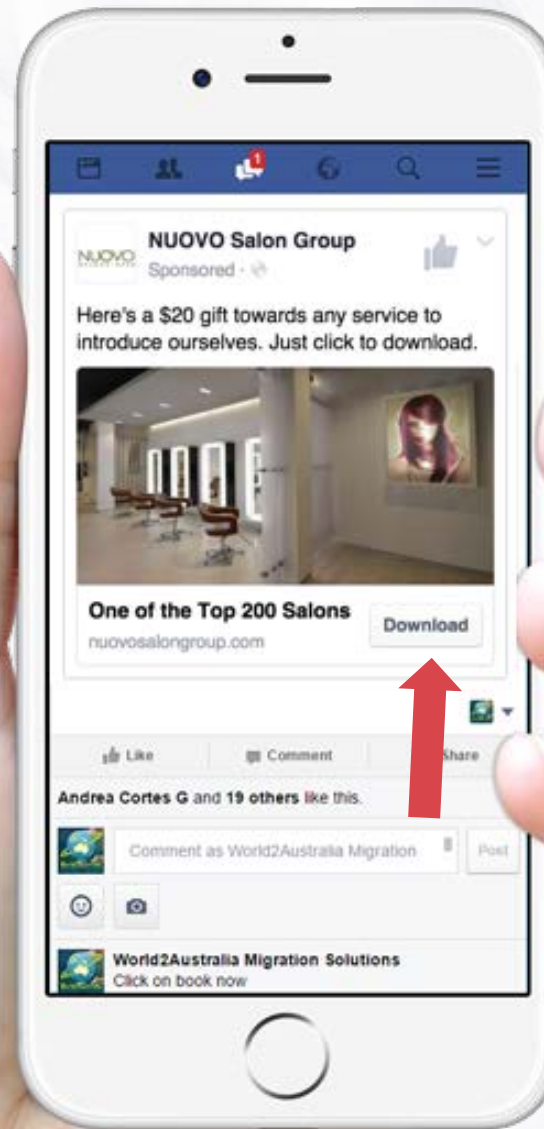 1
NUOVO
NUOVO Salon Group
Sponsored ·
Here's a $20 gift towards any service to
introduce ourselves. Just click to download.
One of the Top 200 Salons
Download
nuovosalongroup.com
Like Comment Share
Andrea Cortes G and 19 others like this.
Comment as World2Australia Migration
Post
World2Australia Migration Solutions
Click on book now